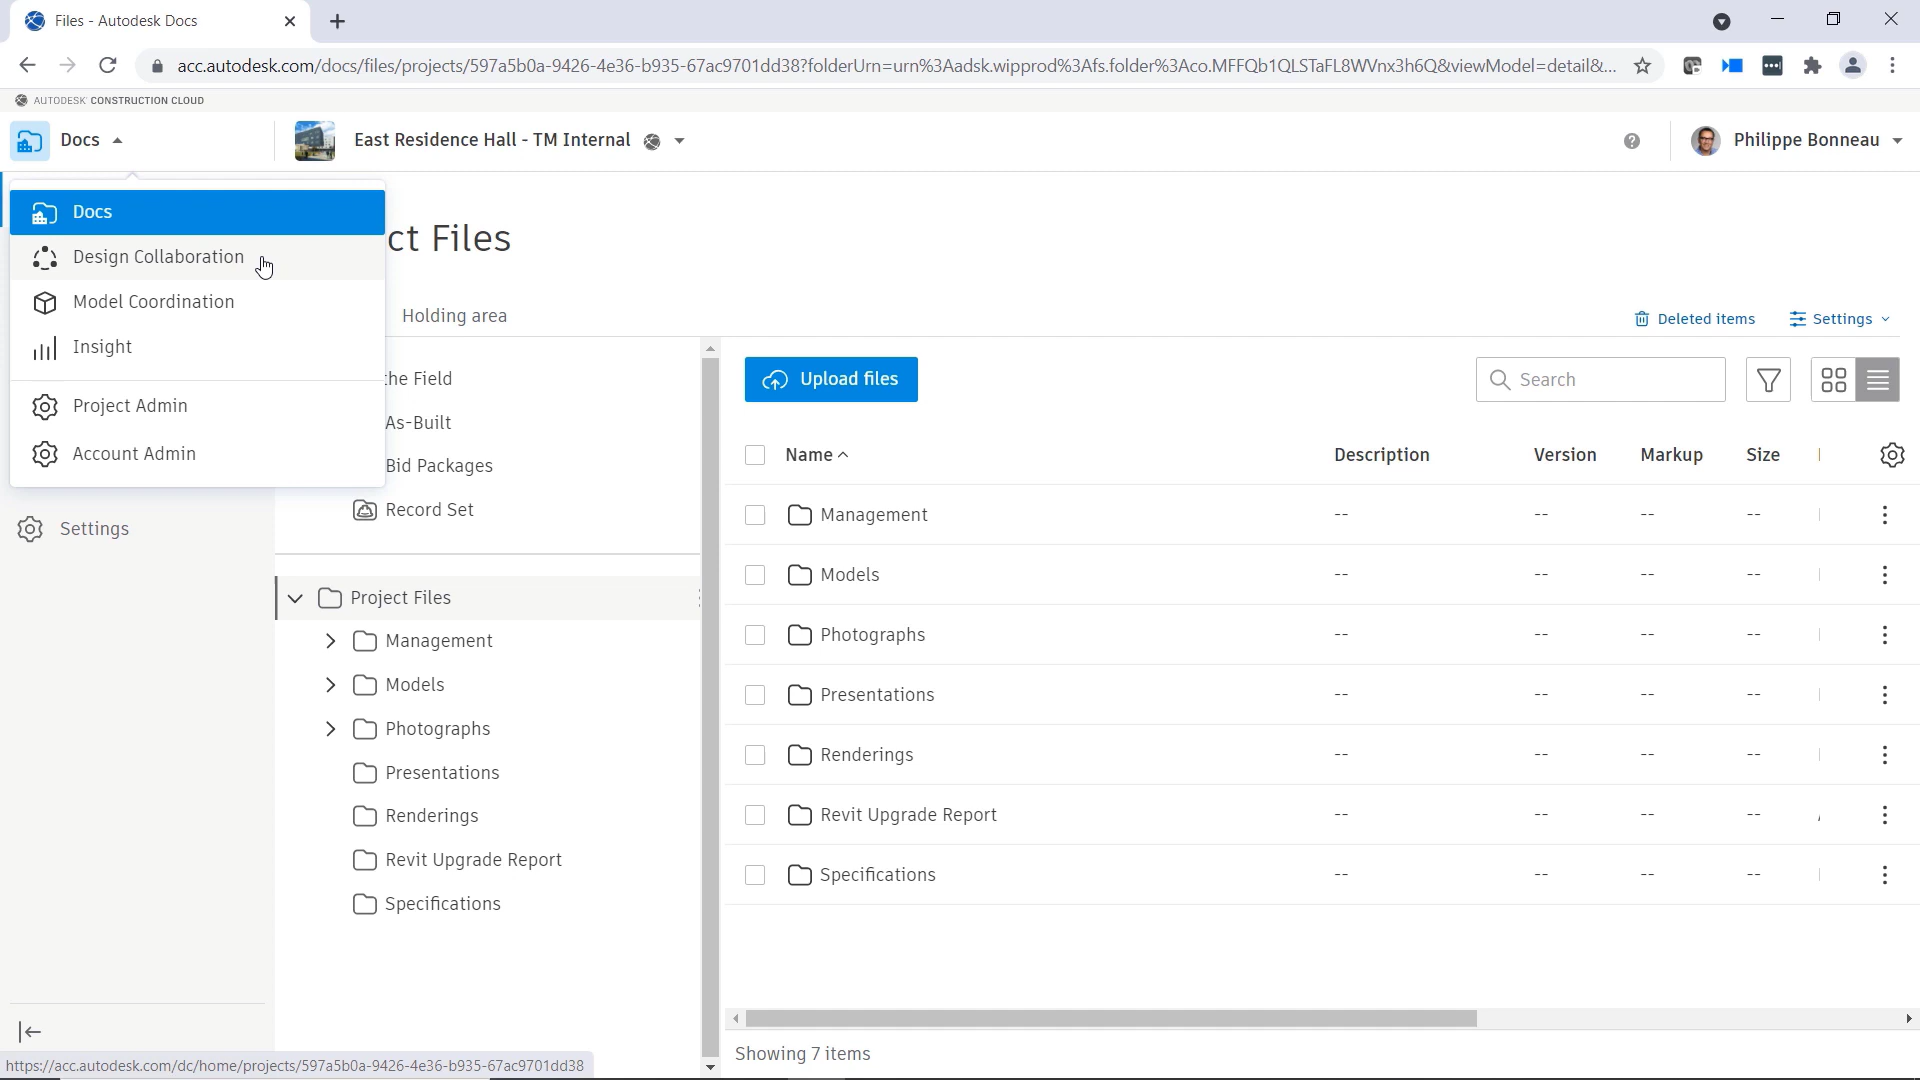 Files - Autodesk Docs
acc.autodesk.com/docs/files/projects/597a5b0a-9426-4e36-b935-67ac9701dd38?folderUrn=urn%3Aadsk.wipprod%3Afs.folder%3Aco.MFFQb1QLSTaFL8WVnx3h6Q&viewModel=detail&...
AUTODESK CONSTRUCTION CLOUD
Docs
East Residence Hall - TM Internal
Philippe Bonneau
Docs
Design Collaboration
Model Coordination
Insight
Project Admin
Account Admin
Settings
ct Files
Holding area
Deleted items
Settings
the Field
As-Built
Bid Packages
Record Set
Project Files
Management
Models
Photographs
Presentations
Renderings
Revit Upgrade Report
Specifications
Upload files
Search
Name Description Version Markup Size
Management -- -- -- --
Models -- -- -- --
Photographs -- -- -- --
Presentations -- -- -- --
Renderings -- -- -- --
Revit Upgrade Report -- -- -- --
Specifications -- -- -- --
Showing 7 items
https://acc.autodesk.com/dc/home/projects/597a5b0a-9426-4e36-b935-67ac9701dd38